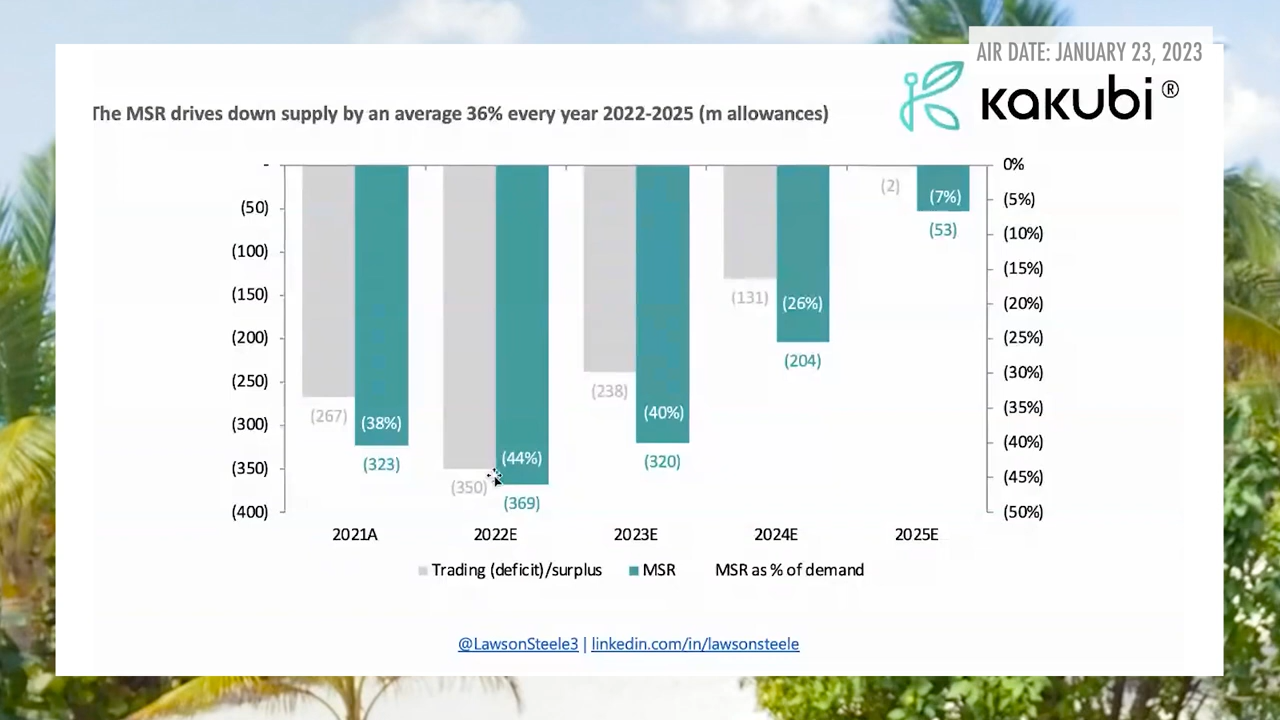 AIR DATE: JANUARY 23, 2023
kakubi®
The MSR drives down supply by an average 36% every year 2022-2025 (m allowances)
- 0%
(50) (5%)
(100) (10%)
(150) (15%)
(200) (20%)
(250) (25%)
(300) (30%)
(350) (35%)
(400) (40%)
(45%)
(50%)
(267) (38%) (323)
(350) (44%) (369)
(238) (40%) (320)
(131) (26%) (204)
(2) (7%) (53)
2021A 2022E 2023E 2024E 2025E
Trading (deficit)/surplus MSR MSR as % of demand
@LawsonSteele3 | linkedin.com/in/lawsonsteele